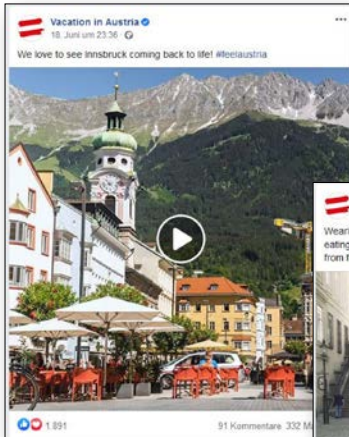 Vacation in Austria
18. Juni um 23:36
We love to see Innsbruck coming back to life! #feelaustria
eating
from
1.891
91 Kommentare 332